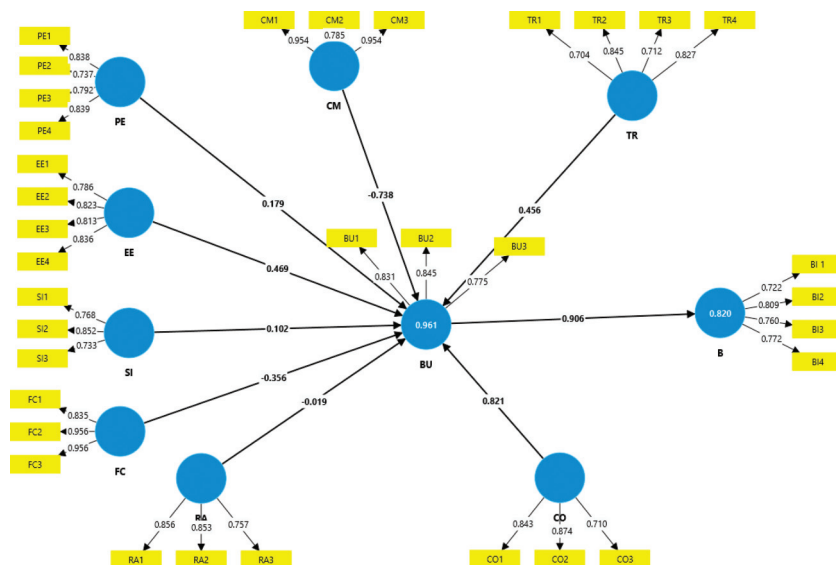 CM1 CM2 CM3
0.954 0.785 0.954
CM
TR1 TR2 TR3 TR4
0.704 0.845 0.712 0.827
TR
PE1
0.838
PE2
0.737
PE3
0.792
PE4
0.839
PE
0.179
-0.738
0.456
EE1
0.786
EE2
0.823
EE3
0.813
EE4
0.836
EE
0.469
BU1 BU2 BU3
0.831 0.845 0.775
0.961
BU
0.906
0.820
B
BI 1
0.722
BI2
0.809
BI3
0.760
BI4
0.772
SI1
0.768
SI2
0.852
SI3
0.733
SI
0.102
FC1
0.835
FC2
0.956
FC3
0.956
FC
-0.356
-0.019
0.821
RA
0.856 0.853 0.757
RA1 RA2 RA3
CO
0.843 0.874 0.710
CO1 CO2 CO3